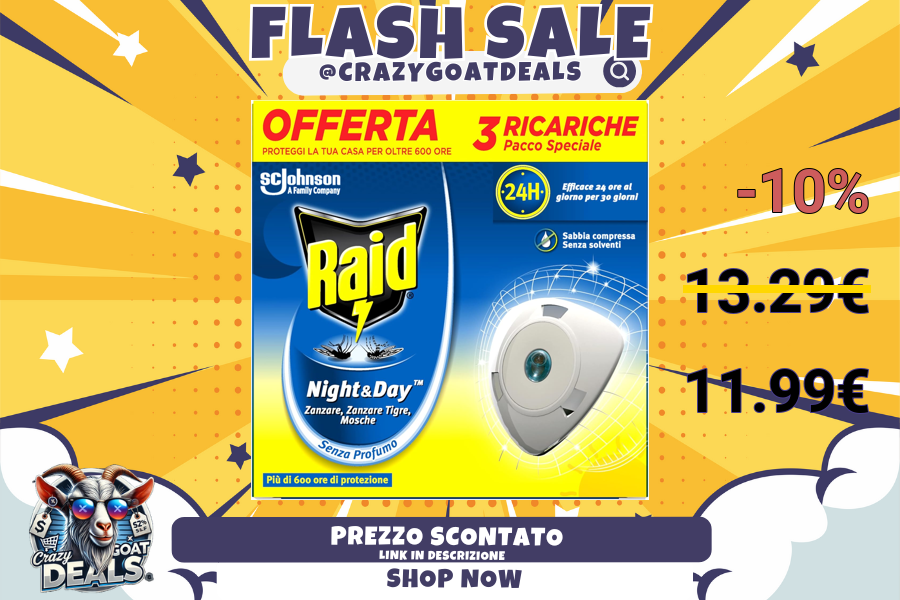 FLASH SALE
@CRAZYGOATDEALS
OFFERTA
PROTEGGI LA TUA CASA PER OLTRE 600 ORE
3 RICARICHE
Pacco Speciale
SCJohnson
A Family Company
24H
Efficace 24 ore al
giorno per 30 giorni
Sabbia compressa
Senza solventi
Raid®
Night&Day™
Zanzare, Zanzare Tigre,
Mosche
Senza Profumo
Più di 600 ore di protezione
-10%
13.29€
11.99€
$
52%
Crazy
GOAT
DEALS
PREZZO SCONTATO
LINK IN DESCRIZIONE
SHOP NOW